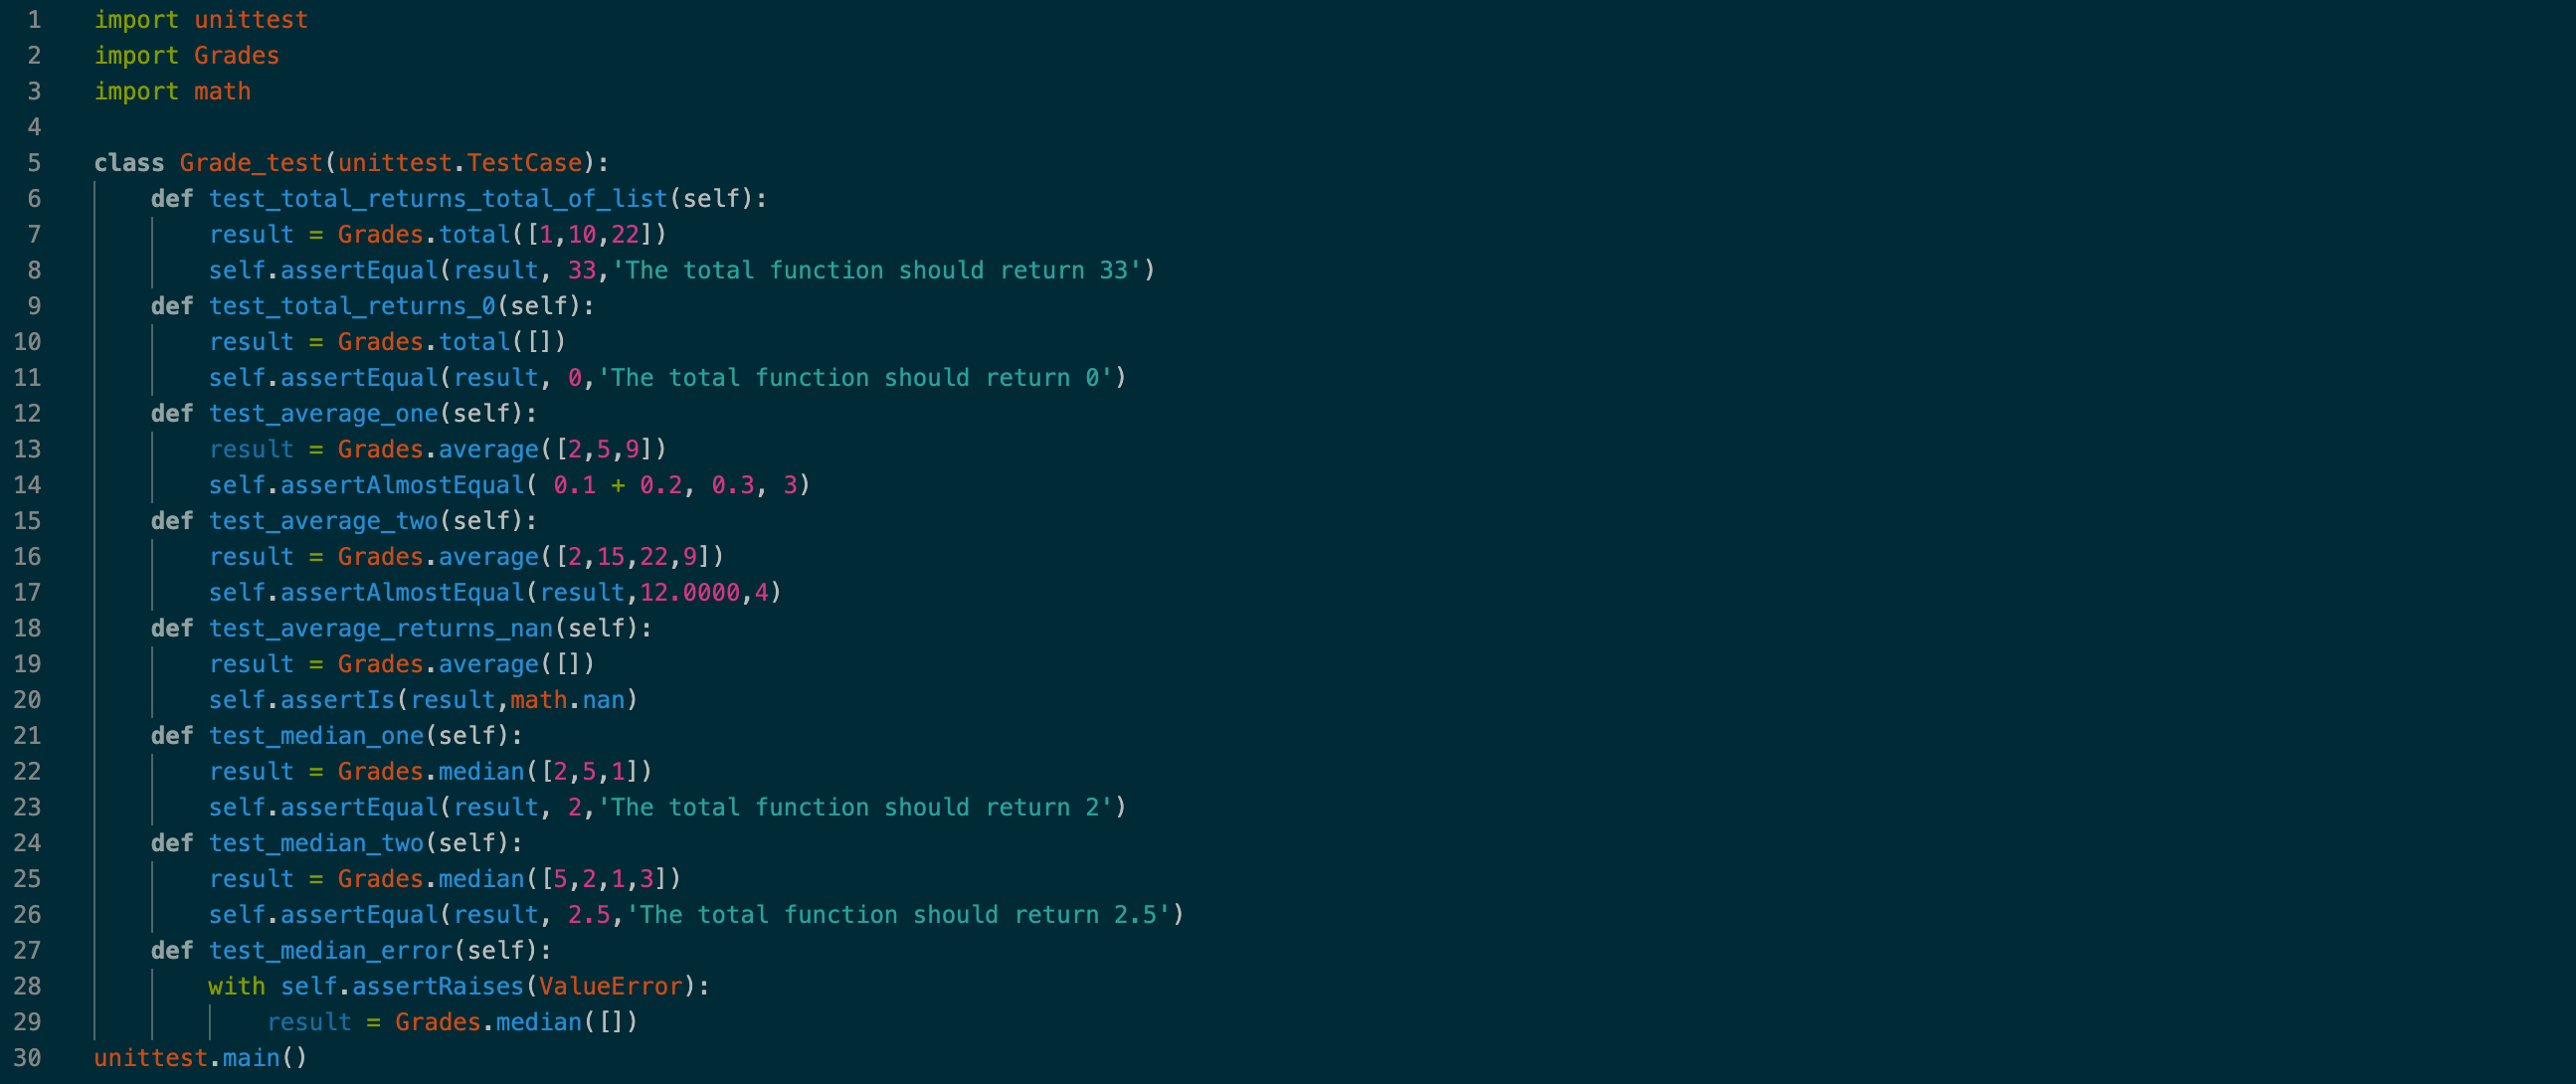 1 import unittest
2 import Grades
3 import math
4
5 class Grade_test(unittest.TestCase):
6     def test_total_returns_total_of_list(self):
7         result = Grades.total([1,10,22])
8         self.assertEqual(result, 33,'The total function should return 33')
9     def test_total_returns_0(self):
10         result = Grades.total([])
11         self.assertEqual(result, 0,'The total function should return 0')
12     def test_average_one(self):
13         result = Grades.average([2,5,9])
14         self.assertAlmostEqual( 0.1 + 0.2, 0.3, 3)
15     def test_average_two(self):
16         result = Grades.average([2,15,22,9])
17         self.assertAlmostEqual(result,12.0000,4)
18     def test_average_returns_nan(self):
19         result = Grades.average([])
20         self.assertIs(result,math.nan)
21     def test_median_one(self):
22         result = Grades.median([2,5,1])
23         self.assertEqual(result, 2,'The total function should return 2')
24     def test_median_two(self):
25         result = Grades.median([5,2,1,3])
26         self.assertEqual(result, 2.5,'The total function should return 2.5')
27     def test_median_error(self):
28         with self.assertRaises(ValueError):
29             result = Grades.median([])
30 unittest.main()